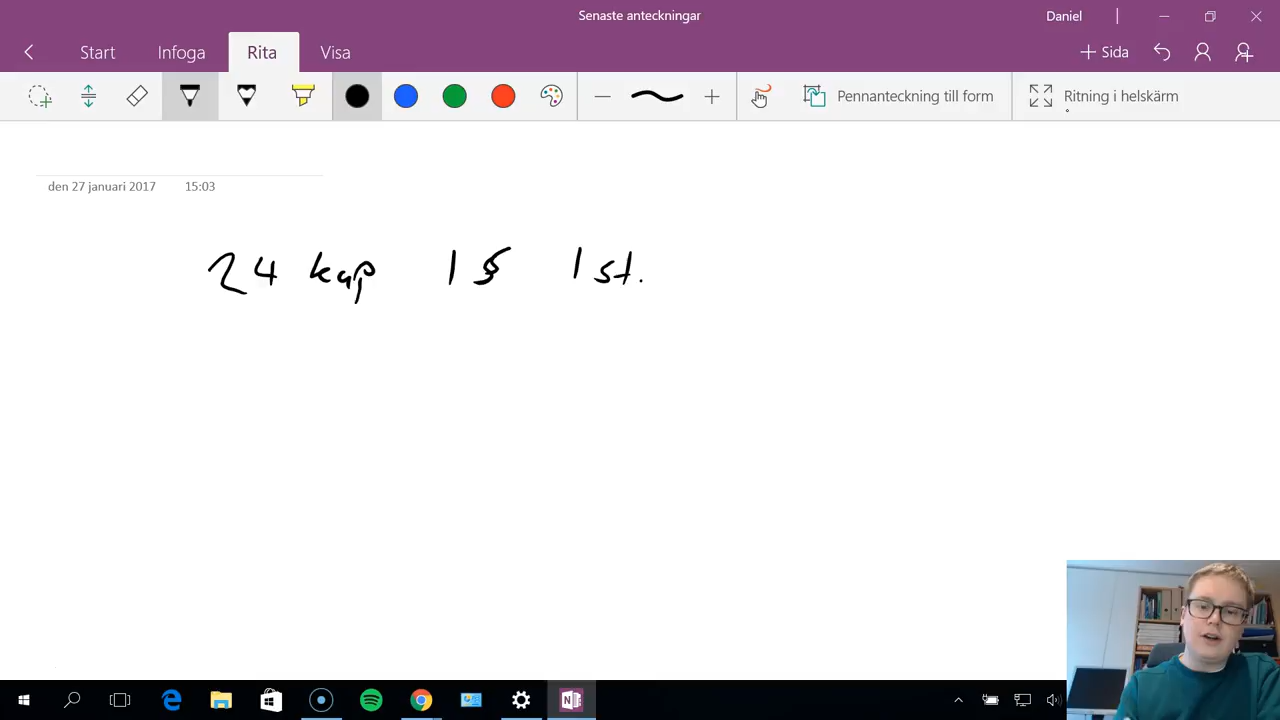 Senaste anteckningar
Daniel
Start Infoga Rita Visa
Sida
Pennanteckning till form
Ritning i helskärm
den 27 januari 2017 15:03
24 kap 1 § 1 st.